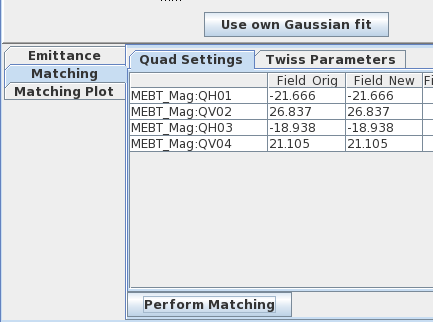 Use own Gaussian fit
Emittance
Matching
Matching Plot
Quad Settings Twiss Parameters
Field Orig Field New
MEBT_Mag:QH01 -21.666 -21.666
MEBT_Mag:QV02 26.837 26.837
MEBT_Mag:QH03 -18.938 -18.938
MEBT_Mag:QV04 21.105 21.105
Perform Matching